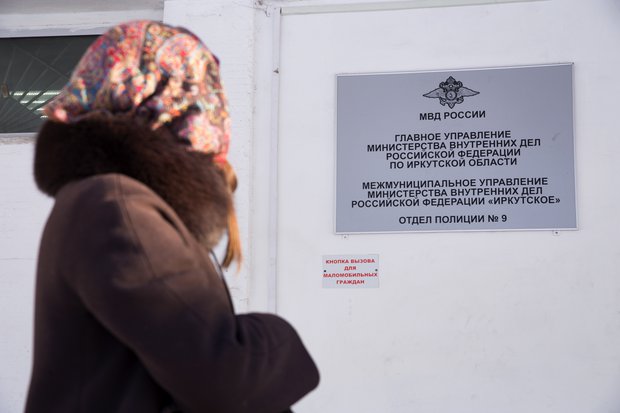 МВД РОССИИ
ГЛАВНОЕ УПРАВЛЕНИЕ
МИНИСТЕРСТВА ВНУТРЕННИХ ДЕЛ
РОССИЙСКОЙ ФЕДЕРАЦИИ
ПО ИРКУТСКОЙ ОБЛАСТИ
МЕЖМУНИЦИПАЛЬНОЕ УПРАВЛЕНИЕ
МИНИСТЕРСТВА ВНУТРЕННИХ ДЕЛ
РОССИЙСКОЙ ФЕДЕРАЦИИ «ИРКУТСКОЕ»
ОТДЕЛ ПОЛИЦИИ № 9
КНОПКА ВЫЗОВА
ДЛЯ
МАЛОМОБИЛЬНЫХ
ГРАЖДАН